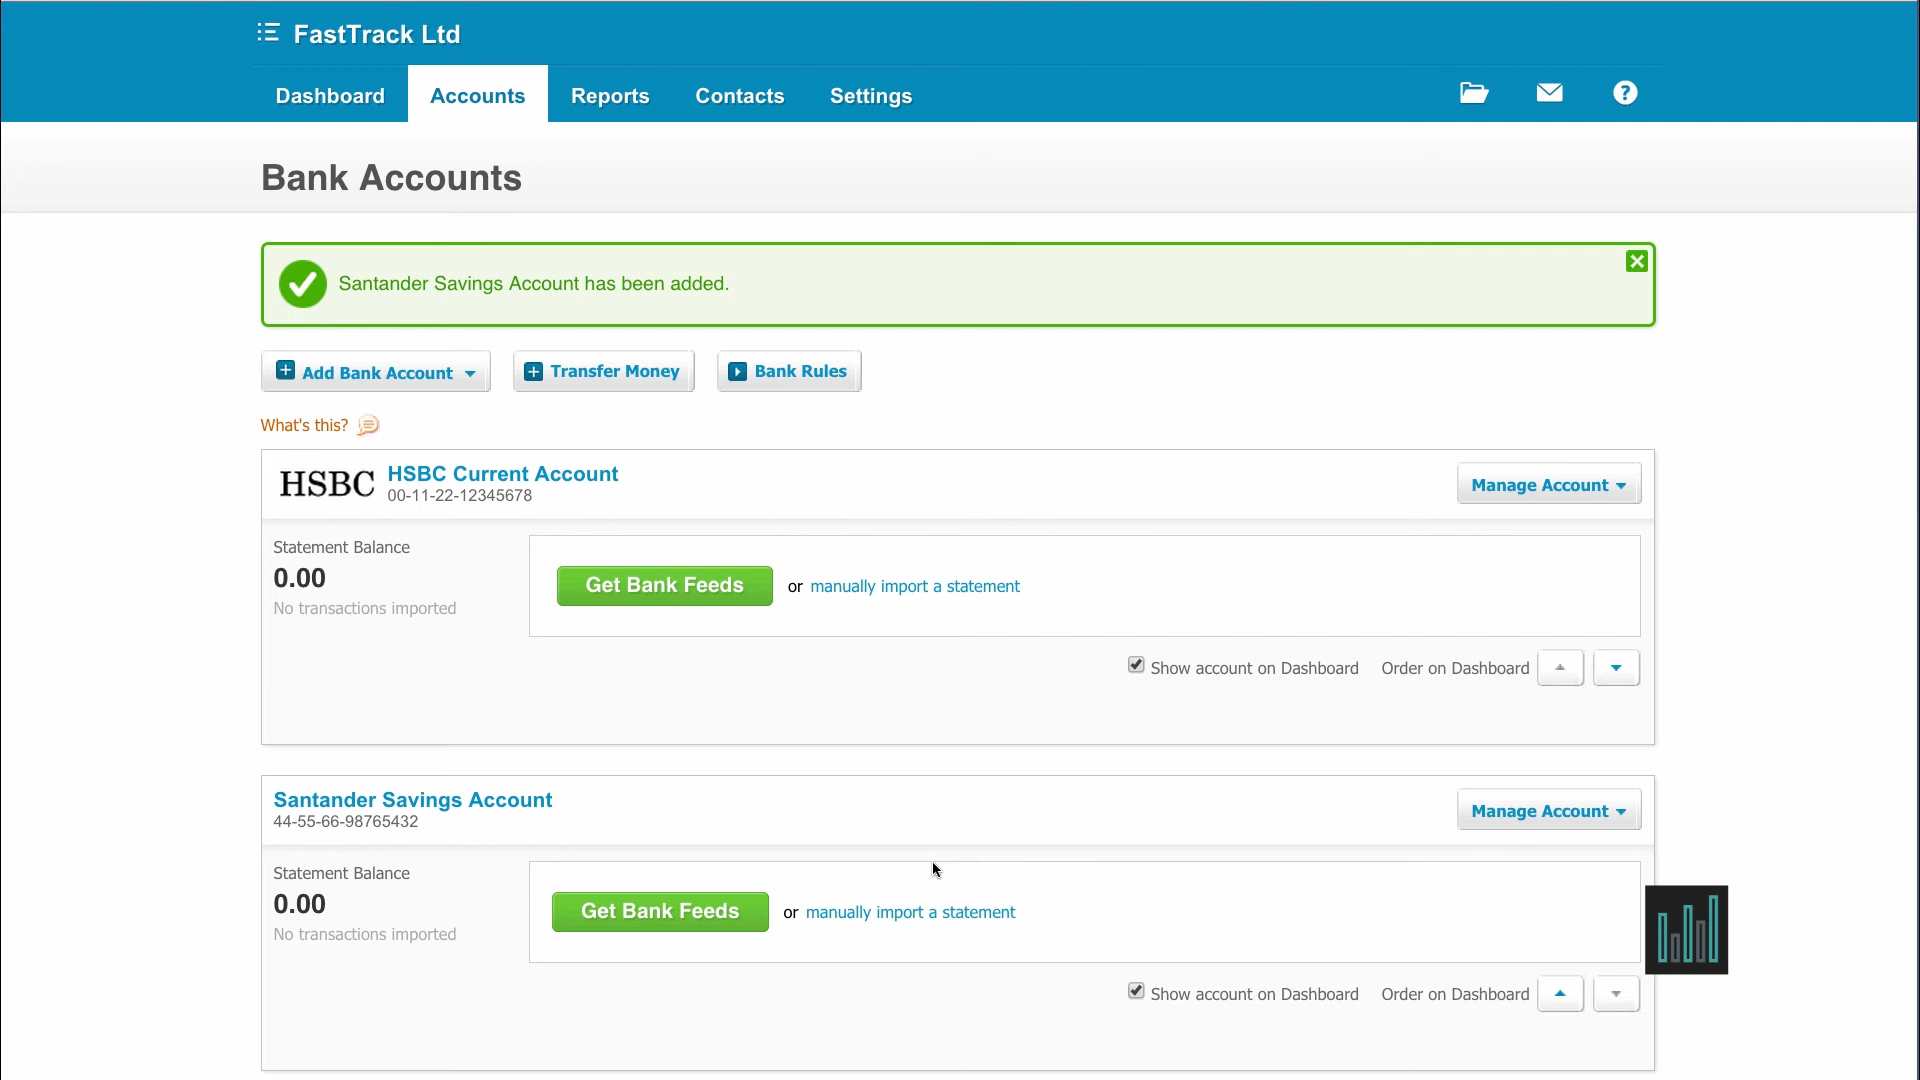 FastTrack Ltd
Dashboard Accounts Reports Contacts Settings
?
Bank Accounts
Santander Savings Account has been added.
Add Bank Account Transfer Money Bank Rules
What's this?
HSBC HSBC Current Account
00-11-22-12345678
Manage Account
Statement Balance
0.00
No transactions imported
Get Bank Feeds or manually import a statement
Show account on Dashboard Order on Dashboard
Santander Savings Account
44-55-66-98765432
Manage Account
Statement Balance
0.00
No transactions imported
Get Bank Feeds or manually import a statement
Show account on Dashboard Order on Dashboard